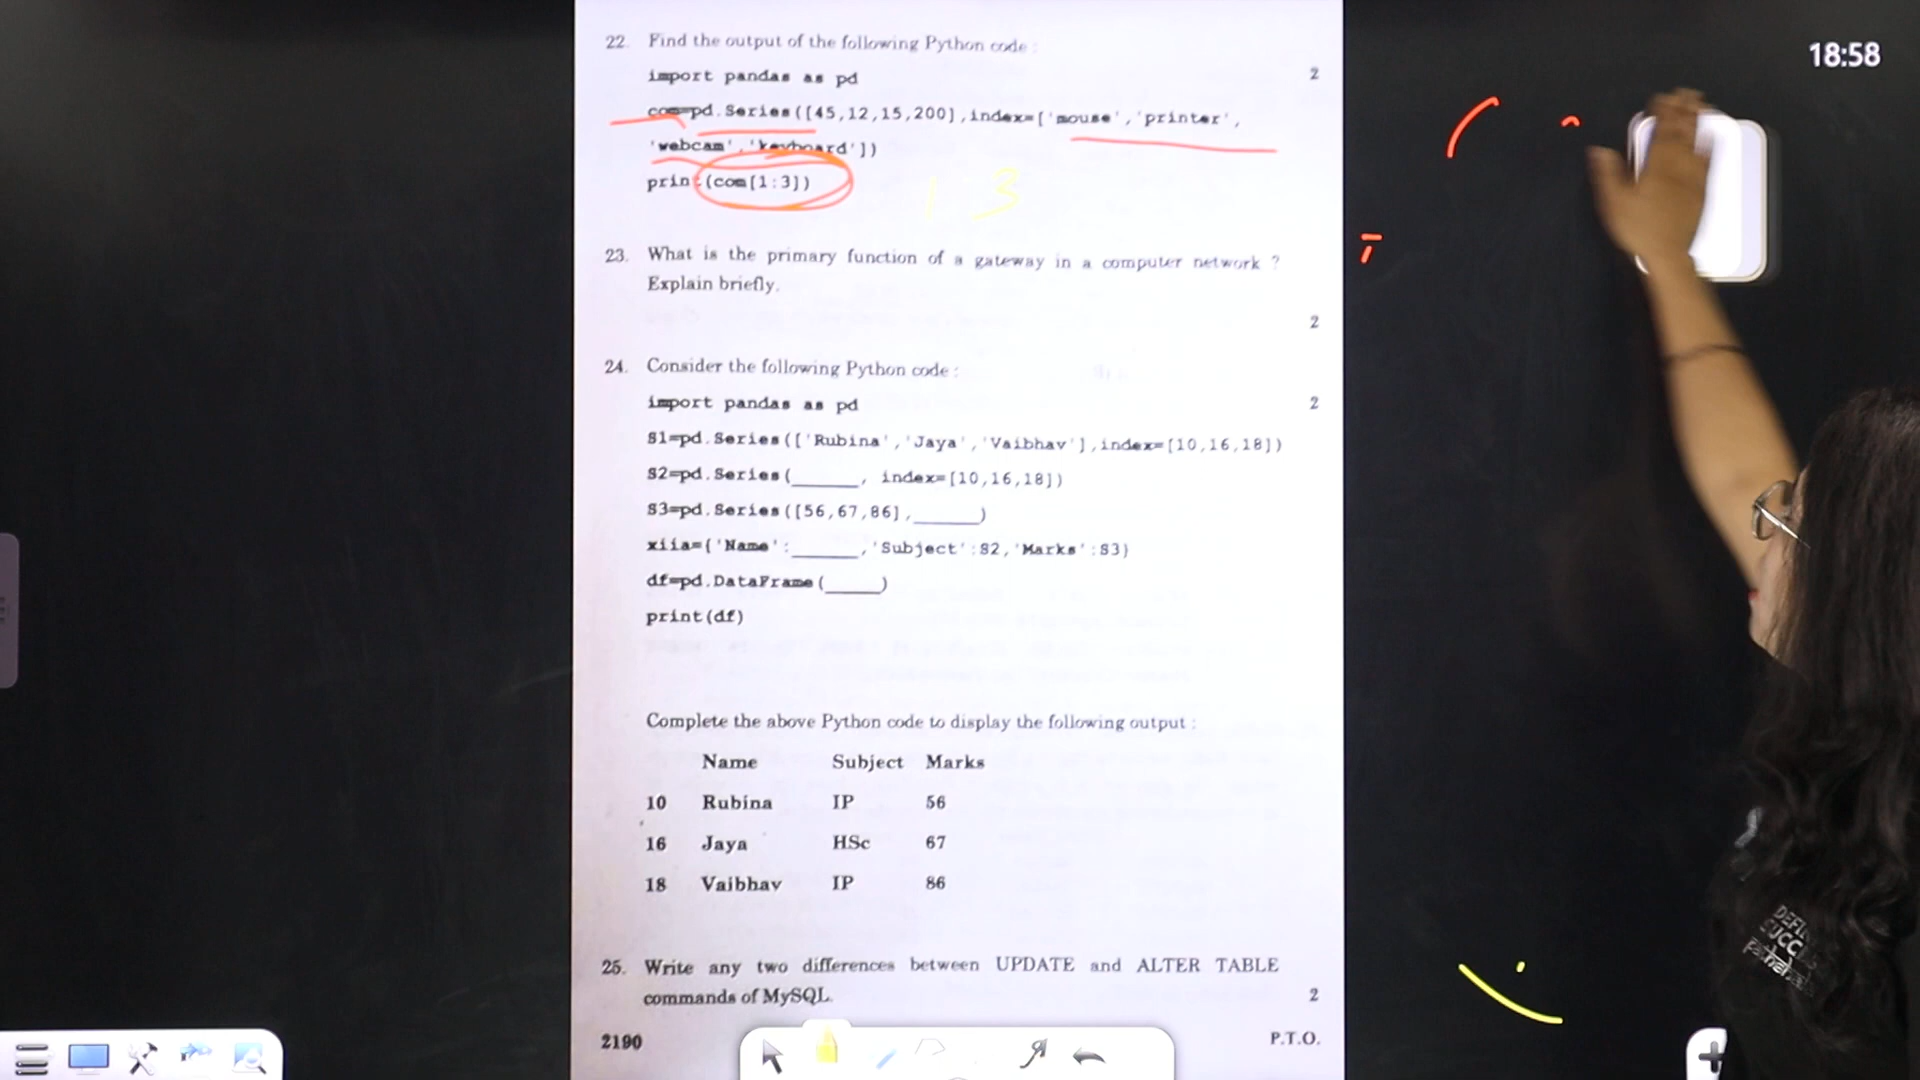 18:58
22. Find the output of the following Python code :
import pandas as pd
2
com=pd.Series([45,12,15,200],index=['mouse','printer',
'webcam','keyboard'])
print(com[1:3])
1 3
23. What is the primary function of a gateway in a computer network ?
Explain briefly.
2
24. Consider the following Python code :
import pandas as pd
2
S1=pd.Series(['Rubina','Jaya','Vaibhav'],index=[10,16,18])
S2=pd.Series(______, index=[10,16,18])
S3=pd.Series([56,67,86],______)
xiia={'Name':______,'Subject':S2,'Marks':S3}
df=pd.DataFrame(_____)
print(df)
Complete the above Python code to display the following output :
Name Subject Marks
10 Rubina IP 56
16 Jaya HSc 67
18 Vaibhav IP 86
25. Write any two differences between UPDATE and ALTER TABLE
commands of MySQL.
2
2190
P.T.O.